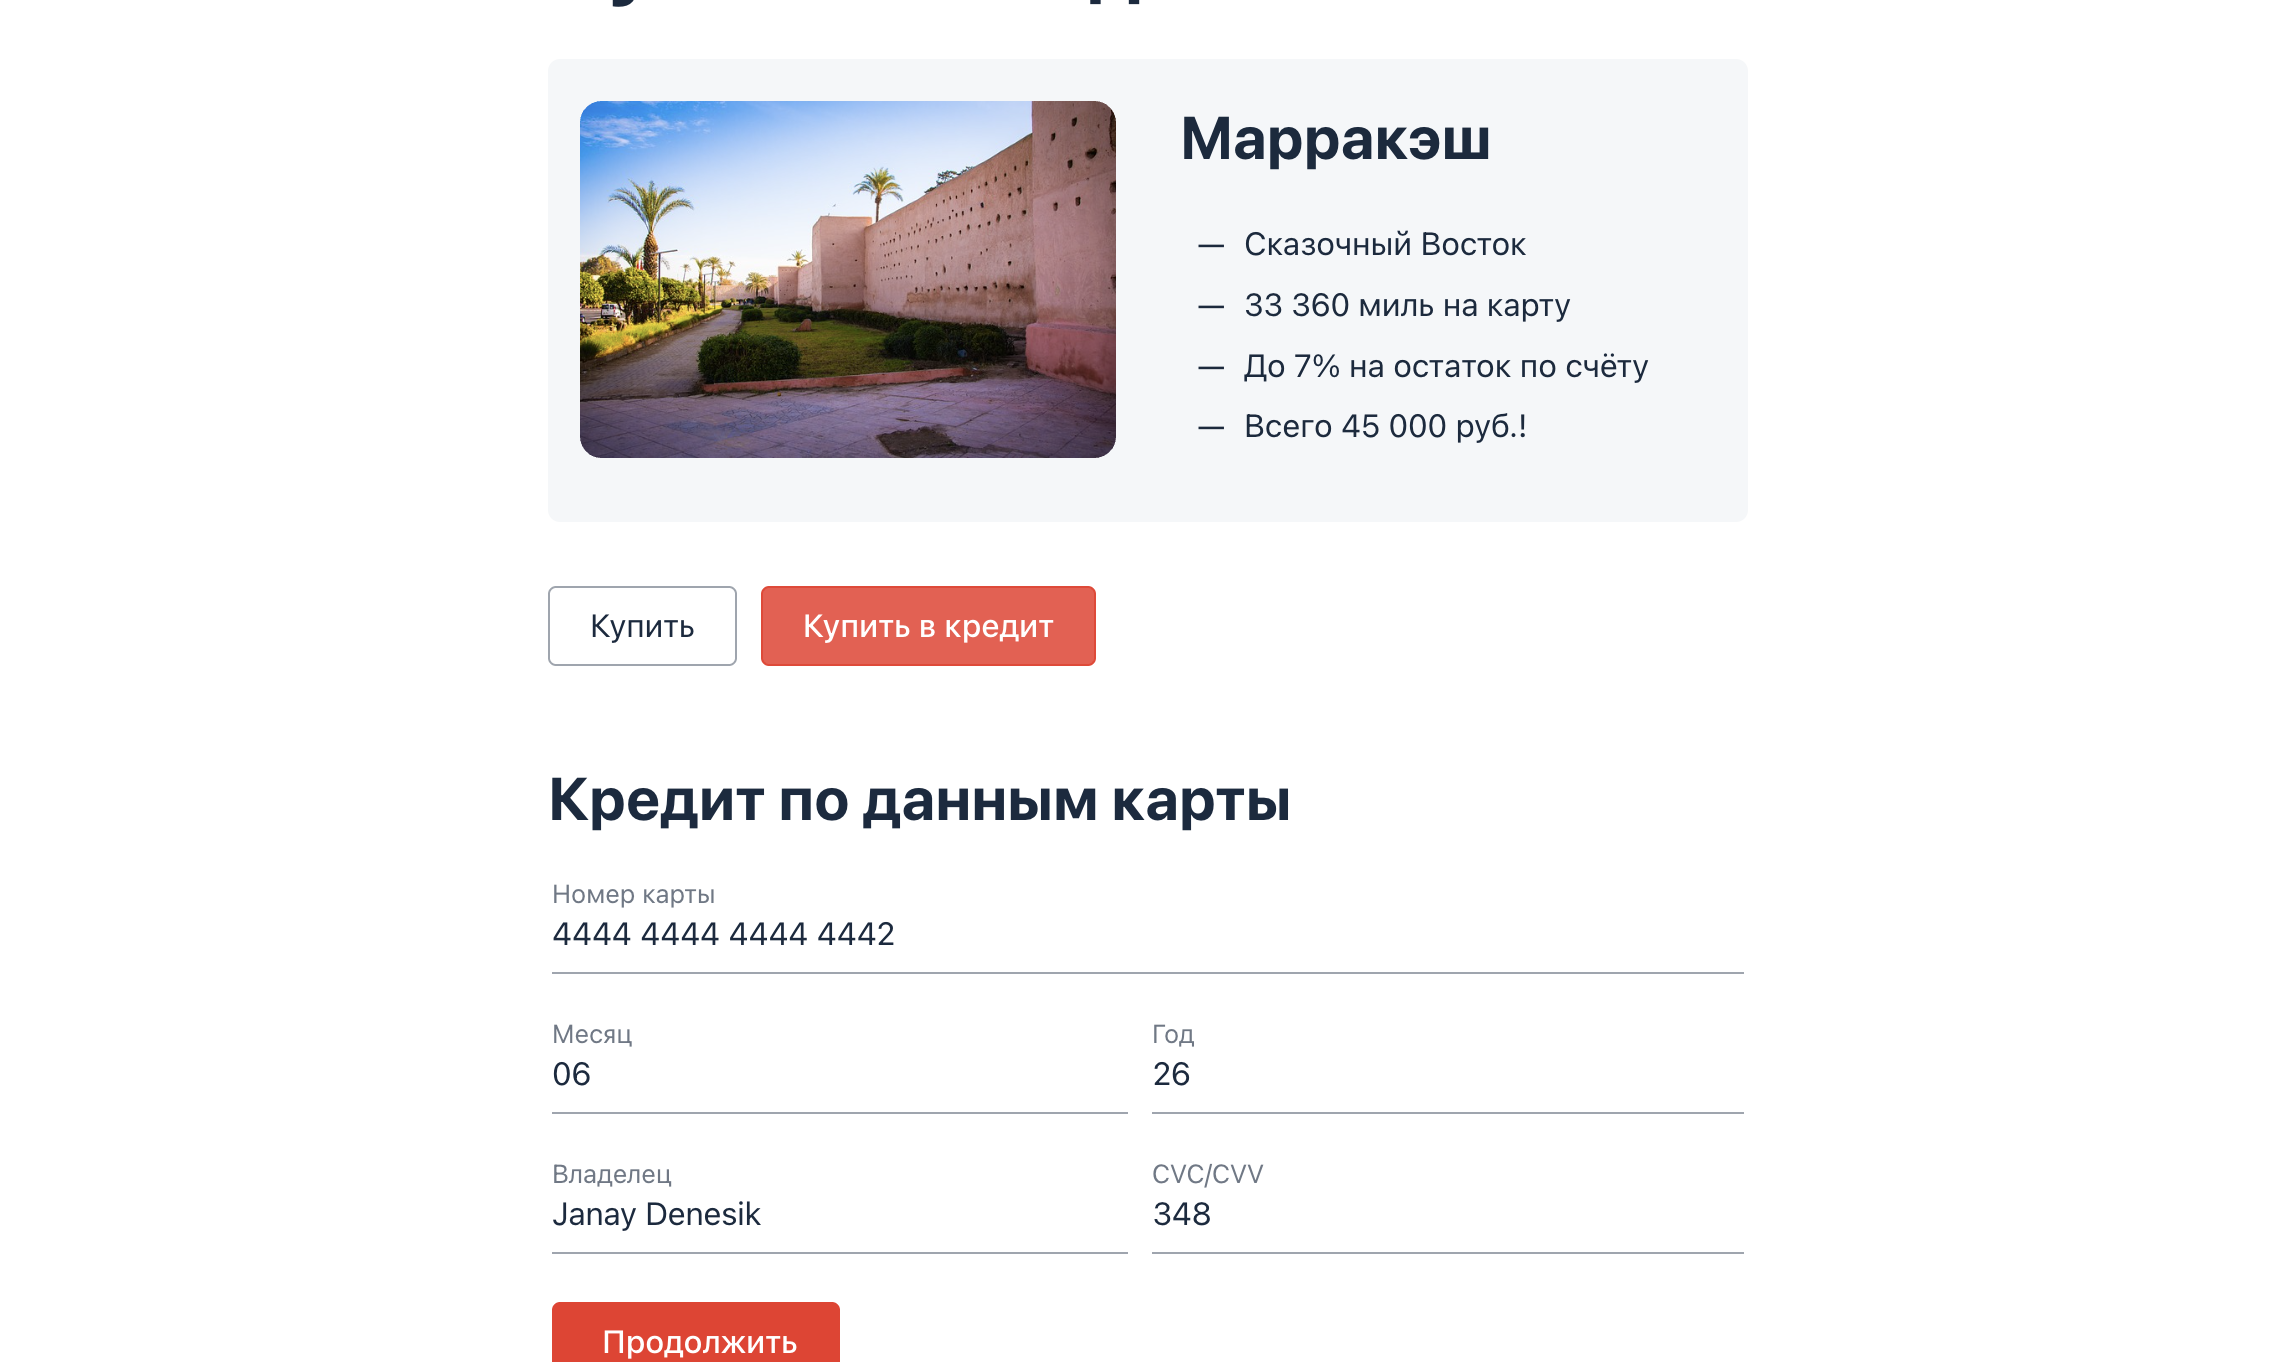 Марракэш
— Сказочный Восток
— 33 360 миль на карту
— До 7% на остаток по счёту
— Всего 45 000 руб.!
Купить
Купить в кредит
Кредит по данным карты
Номер карты
4444 4444 4444 4442
Месяц
06
Год
26
Владелец
Janay Denesik
CVC/CVV
348
Продолжить